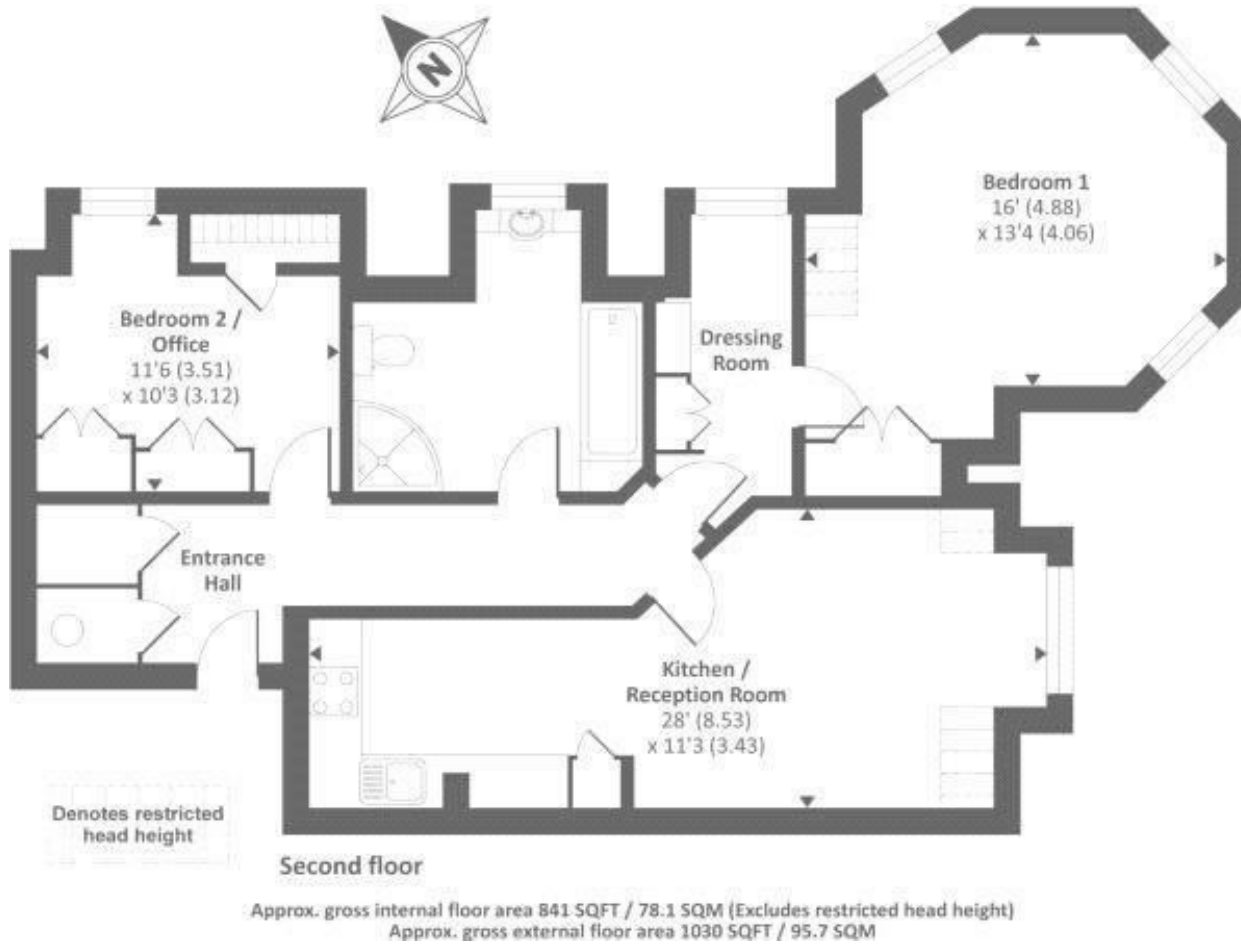 N
Bedroom 1
16' (4.88)
x 13'4 (4.06)
Bedroom 2 /
Office
11'6 (3.51)
x 10'3 (3.12)
Dressing
Room
Entrance
Hall
Kitchen /
Reception Room
28' (8.53)
x 11'3 (3.43)
Denotes restricted
head height
Second floor
Approx. gross internal floor area 841 SQFT / 78.1 SQM (Excludes restricted head height)
Approx. gross external floor area 1030 SQFT / 95.7 SQM